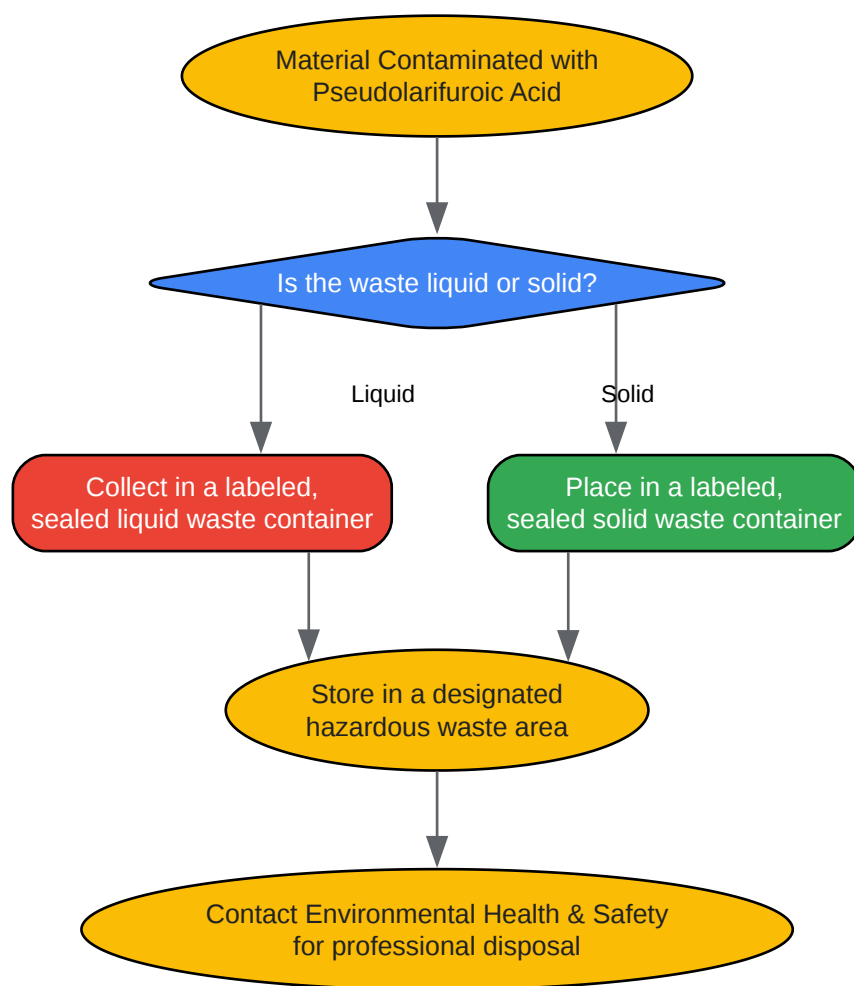 Material Contaminated with
Pseudolarifuroic Acid
Is the waste liquid or solid?
Liquid
Solid
Collect in a labeled,
sealed liquid waste container
Place in a labeled,
sealed solid waste container
Store in a designated
hazardous waste area
Contact Environmental Health & Safety
for professional disposal